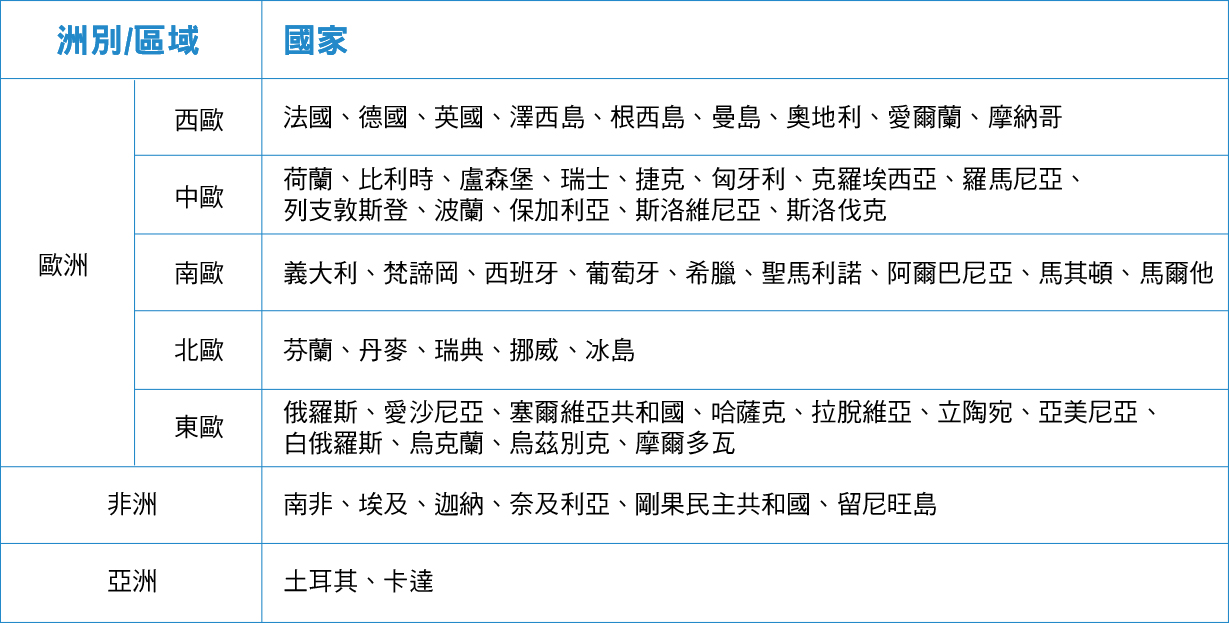 洲別/區域 國家
西歐 法國、德國、英國、澤西島、根西島、曼島、奧地利、愛爾蘭、摩納哥
中歐 荷蘭、比利時、盧森堡、瑞士、捷克、匈牙利、克羅埃西亞、羅馬尼亞、
列支敦斯登、波蘭、保加利亞、斯洛維尼亞、斯洛伐克
歐洲
南歐 義大利、梵諦岡、西班牙、葡萄牙、希臘、聖馬利諾、阿爾巴尼亞、馬其頓、馬爾他
北歐 芬蘭、丹麥、瑞典、挪威、冰島
東歐 俄羅斯、愛沙尼亞、塞爾維亞共和國、哈薩克、拉脫維亞、立陶宛、亞美尼亞、
白俄羅斯、烏克蘭、烏茲別克、摩爾多瓦
非洲 南非、埃及、迦納、奈及利亞、剛果民主共和國、留尼旺島
亞洲 土耳其、卡達